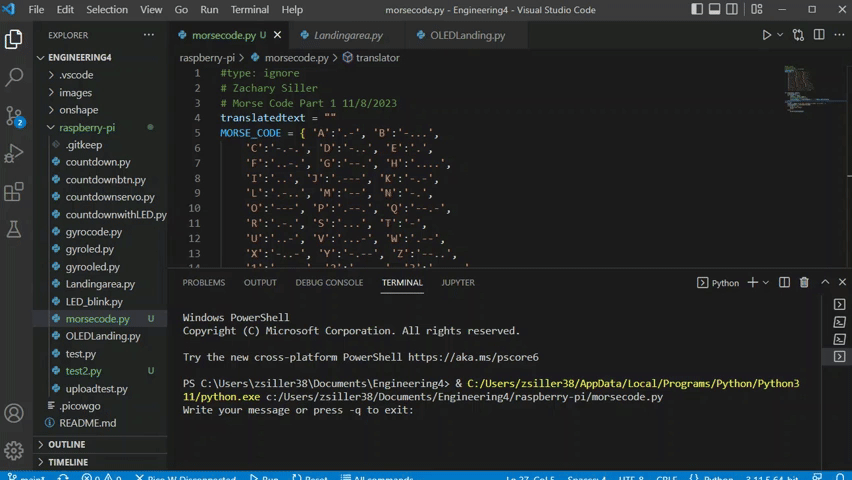 File Edit Selection View Go Run Terminal Help
morsecode.py - Engineering4 - Visual Studio Code
EXPLORER
morsecode.py
Landingarea.py
OLEDLanding.py
ENGINEERING4
raspberry-pi > morsecode.py > translator
.vscode
images
onshape
raspberry-pi
.gitkeep
countdown.py
countdownbtn.py
countdownservo.py
countdownwithLED.py
gyrocode.py
gyroled.py
gyrooled.py
Landingarea.py
LED_blink.py
morsecode.py U
OLEDLanding.py
test.py
test2.py U
uploadtest.py
.picowgo
README.md
OUTLINE
TIMELINE
2
1 #type: ignore
2 # Zachary Siller
3 # Morse Code Part 1 11/8/2023
4 translatedtext = ""
5 MORSE_CODE = { 'A':'.-', 'B':'-...',
6 'C':'-.-.', 'D':'-..', 'E':'.',
7 'F':'..-.', 'G':'--.', 'H':'....',
8 'I':'..', 'J':'.---', 'K':'-.-',
9 'L':'.-..', 'M':'--', 'N':'-.',
10 'O':'---', 'P':'.--.', 'Q':'--.-',
11 'R':'.-.', 'S':'...', 'T':'-',
12 'U':'..-', 'V':'...-', 'W':'.--',
13 'X':'-..-', 'Y':'-.--', 'Z':'--..',
PROBLEMS OUTPUT DEBUG CONSOLE TERMINAL JUPYTER
Python
Windows PowerShell
Copyright (C) Microsoft Corporation. All rights reserved.
Try the new cross-platform PowerShell https://aka.ms/pscore6
PS C:\Users\zsiller38\Documents\Engineering4> & C:/Users/zsiller38/AppData/Local/Programs/Python/Python3
11/python.exe c:/Users/zsiller38/Documents/Engineering4/raspberry-pi/morsecode.py
Write your message or press -q to exit:
main* 0 0 Pico W Disconnected Run Reset All commands Ln 27, Col 5 Spaces: 4 UTF-8 CRLF Python 3.11.5 64-bit